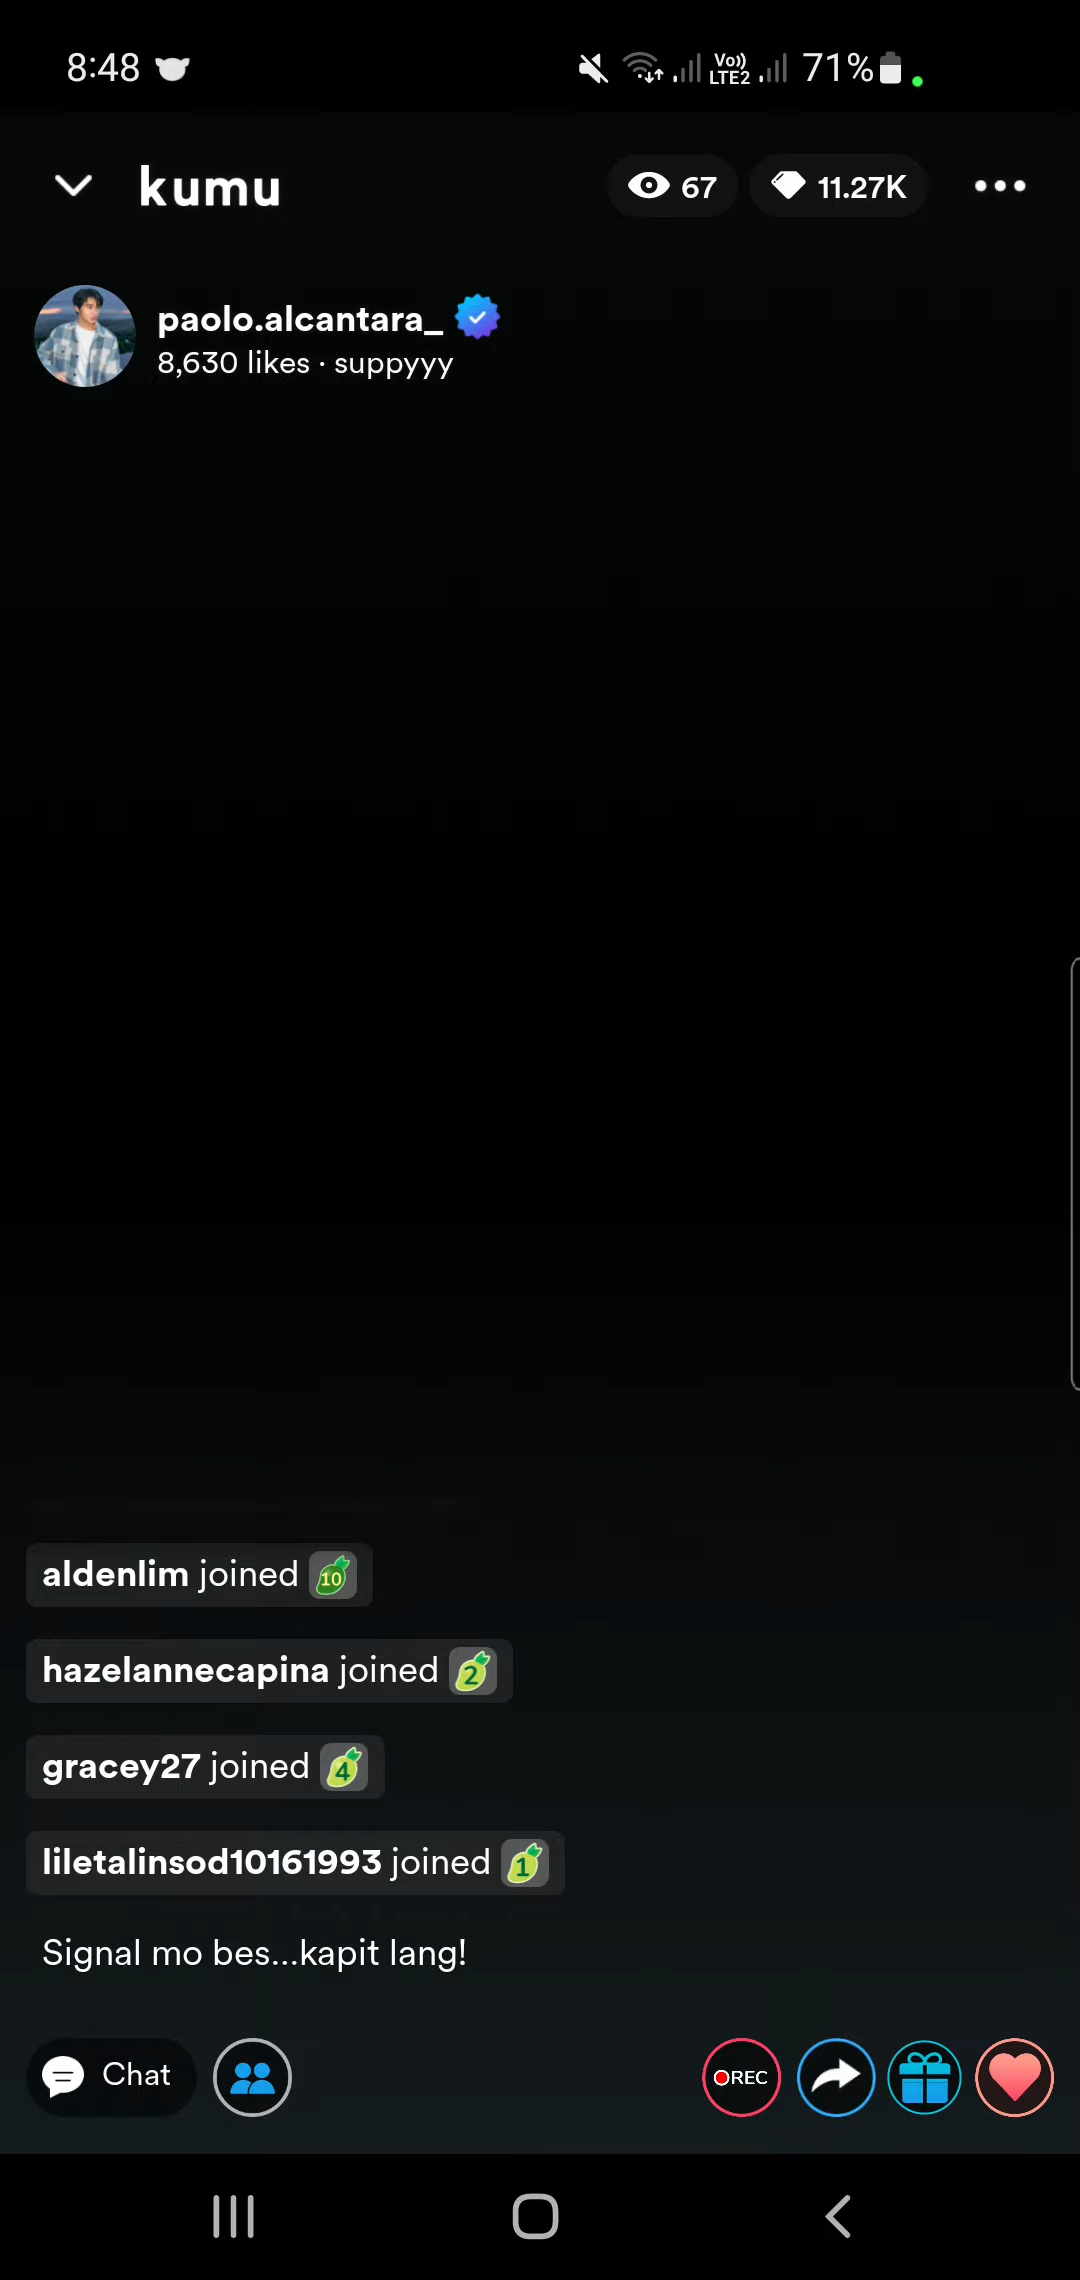 8:48
Vo))
LTE2
71%
kumu
67
11.27K
paolo.alcantara_
8,630 likes · suppyyy
aldenlim joined 10
hazelannecapina joined 2
gracey27 joined 4
liletalinsod10161993 joined 1
Signal mo bes...kapit lang!
Chat
REC